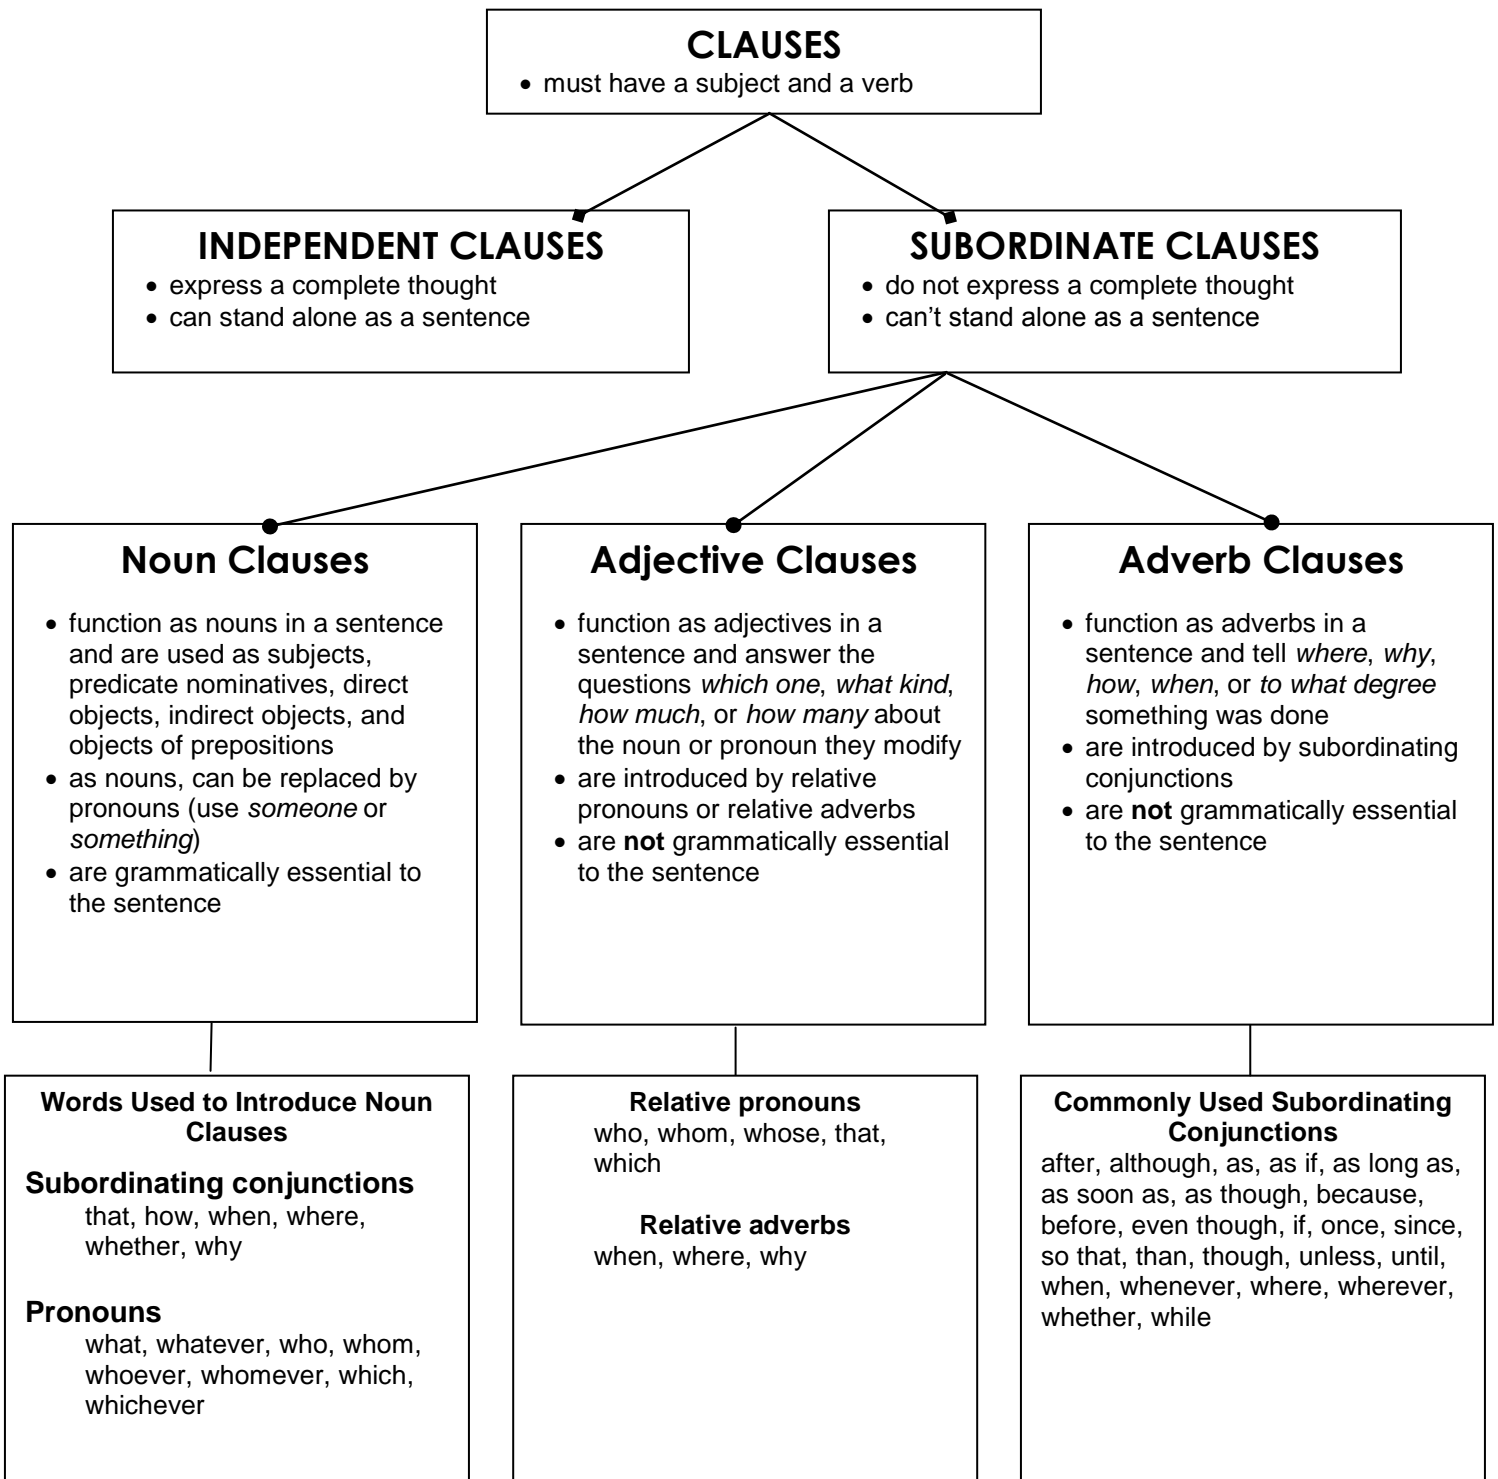 CLAUSES
• must have a subject and a verb
INDEPENDENT CLAUSES
• express a complete thought
• can stand alone as a sentence
SUBORDINATE CLAUSES
• do not express a complete thought
• can't stand alone as a sentence
Noun Clauses
• function as nouns in a sentence
and are used as subjects,
predicate nominatives, direct
objects, indirect objects, and
objects of prepositions
• as nouns, can be replaced by
pronouns (use someone or
something)
• are grammatically essential to
the sentence
Adjective Clauses
• function as adjectives in a
sentence and answer the
questions which one, what kind,
how much, or how many about
the noun or pronoun they modify
• are introduced by relative
pronouns or relative adverbs
• are not grammatically essential
to the sentence
Adverb Clauses
• function as adverbs in a
sentence and tell where, why,
how, when, or to what degree
something was done
• are introduced by subordinating
conjunctions
• are not grammatically essential
to the sentence
Words Used to Introduce Noun
Clauses
Subordinating conjunctions
that, how, when, where,
whether, why
Pronouns
what, whatever, who, whom,
whoever, whomever, which,
whichever
Relative pronouns
who, whom, whose, that,
which
Relative adverbs
when, where, why
Commonly Used Subordinating
Conjunctions
after, although, as, as if, as long as,
as soon as, as though, because,
before, even though, if, once, since,
so that, than, though, unless, until,
when, whenever, where, wherever,
whether, while